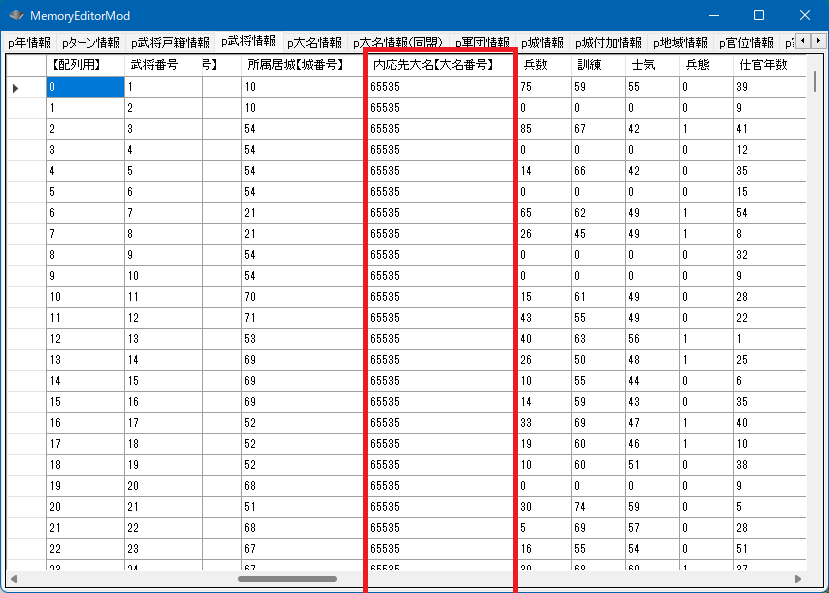 MemoryEditorMod
p年情報 pターン情報 p武将戸籍情報 p武将情報 p大名情報 p大名情報(同盟) p軍団情報 p城情報 p城付加情報 p地域情報 p官位情報
【配列用】 武将番号 号】 所属居城【城番号】 内応先大名【大名番号】 兵数 訓練 士気 兵態 仕官年数
0 1 10 65535 75 59 55 0 39
1 2 10 65535 0 0 0 0 9
2 3 54 65535 85 67 42 1 41
3 4 54 65535 0 0 0 0 12
4 5 54 65535 14 66 42 0 35
5 6 54 65535 0 0 0 0 15
6 7 21 65535 65 62 49 1 54
7 8 21 65535 26 45 49 1 8
8 9 54 65535 0 0 0 0 32
9 10 54 65535 0 0 0 0 9
10 11 70 65535 15 61 49 0 28
11 12 71 65535 43 55 49 0 22
12 13 53 65535 40 63 56 1 1
13 14 69 65535 26 50 48 1 25
14 15 69 65535 10 55 44 0 6
15 16 69 65535 14 59 43 0 35
16 17 52 65535 33 69 47 1 40
17 18 52 65535 19 60 46 1 10
18 19 52 65535 10 60 51 0 38
19 20 68 65535 0 0 0 0 9
20 21 51 65535 30 74 59 0 5
21 22 68 65535 5 69 57 0 28
22 23 67 65535 16 55 54 0 51
23 24 67 65535 30 68 60 1 37